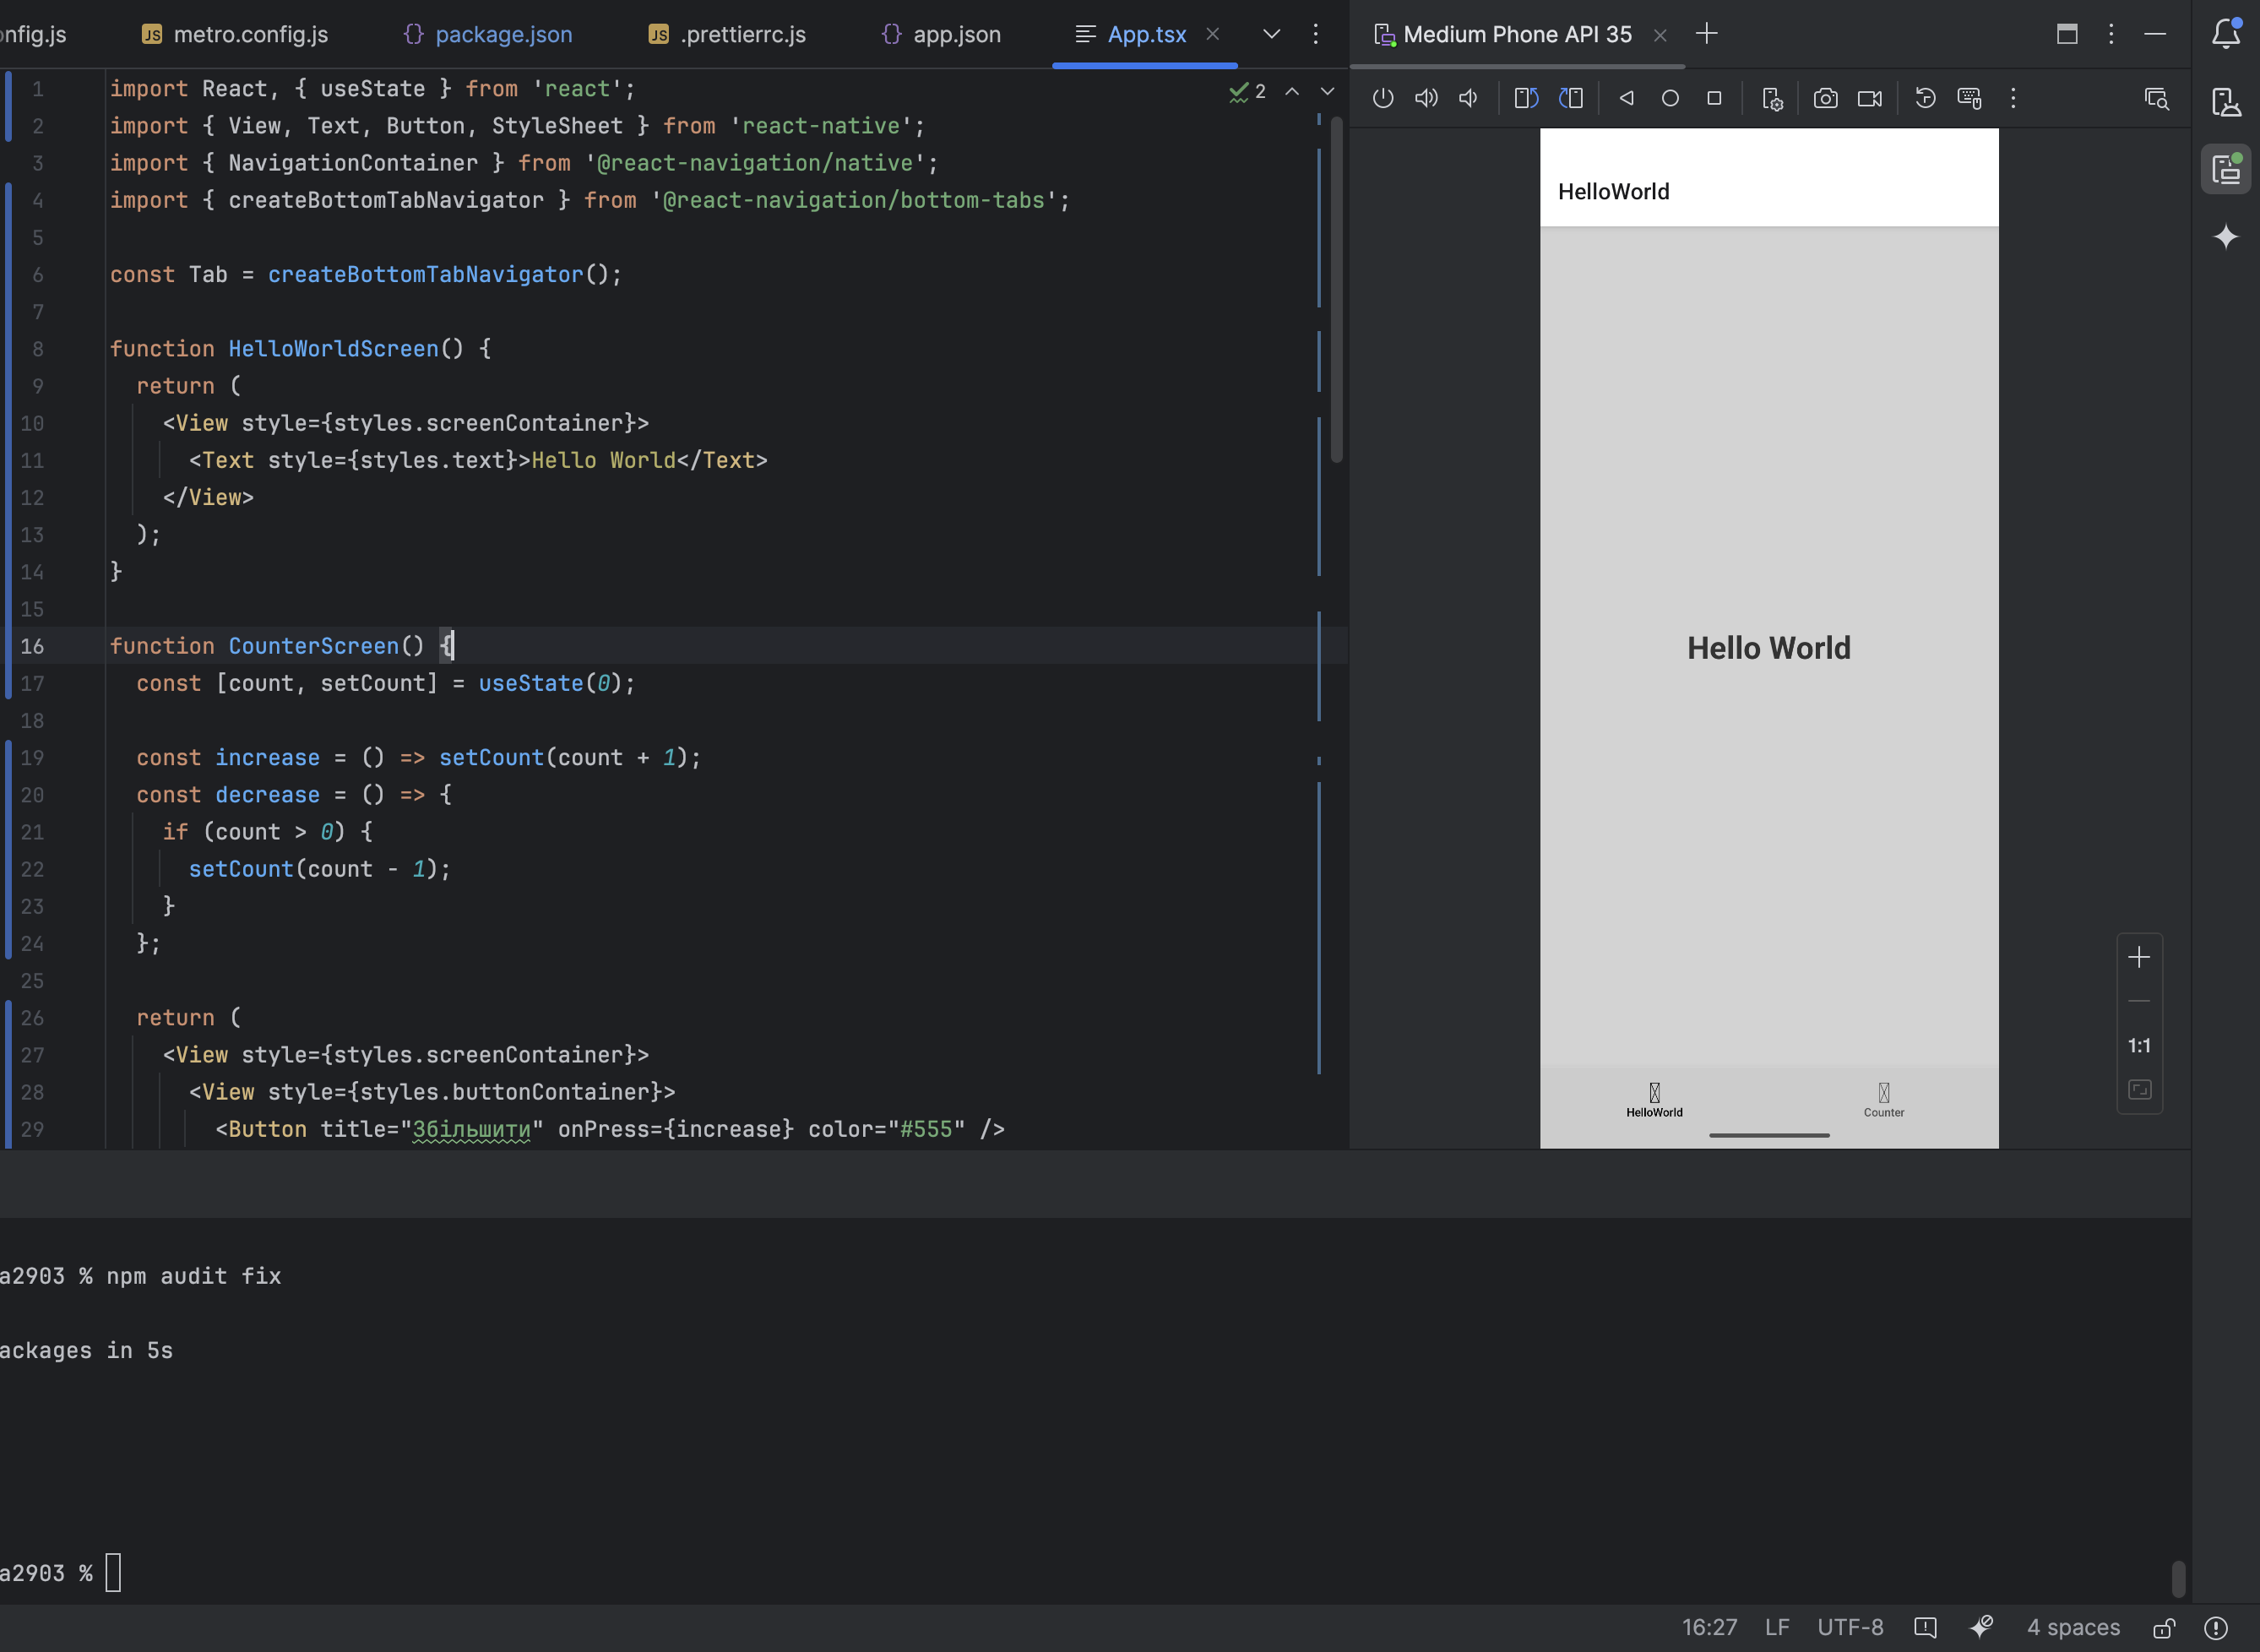 nfig.js
metro.config.js
package.json
.prettierrc.js
app.json
App.tsx
Medium Phone API 35
2
1 import React, { useState } from 'react';
2 import { View, Text, Button, StyleSheet } from 'react-native';
3 import { NavigationContainer } from '@react-navigation/native';
4 import { createBottomTabNavigator } from '@react-navigation/bottom-tabs';
5
6 const Tab = createBottomTabNavigator();
7
8 function HelloWorldScreen() {
9 return (
10 <View style={styles.screenContainer}>
11 <Text style={styles.text}>Hello World</Text>
12 </View>
13 );
14 }
15
16 function CounterScreen() {
17 const [count, setCount] = useState(0);
18
19 const increase = () => setCount(count + 1);
20 const decrease = () => {
21 if (count > 0) {
22 setCount(count - 1);
23 }
24 };
25
26 return (
27 <View style={styles.screenContainer}>
28 <View style={styles.buttonContainer}>
29 <Button title="Збільшити" onPress={increase} color="#555" />
HelloWorld
Hello World
HelloWorld
Counter
1:1
a2903 % npm audit fix
ackages in 5s
a2903 %
16:27
LF
UTF-8
4 spaces